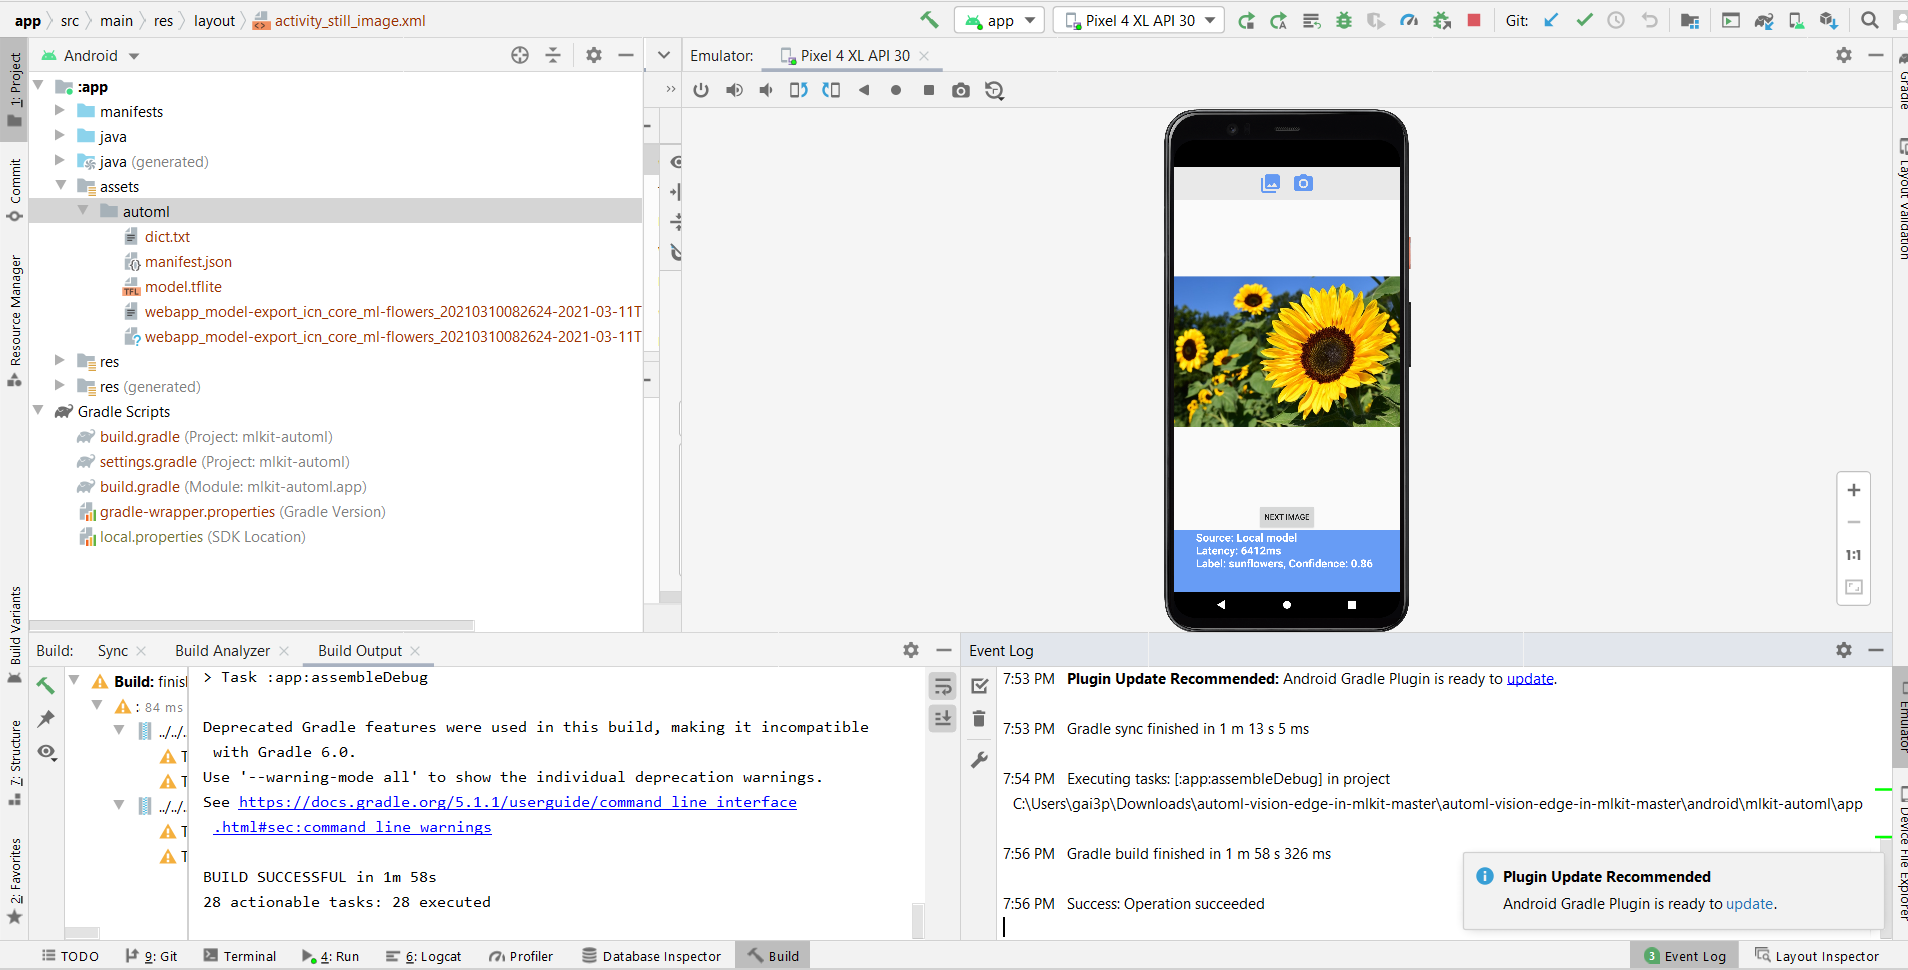 app src main res layout activity_still_image.xml app Pixel 4 XL API 30 Git:
1: Project
Commit
Resource Manager
Build Variants
7: Structure
2: Favorites
Android
:app
manifests
java
java (generated)
assets
automl
dict.txt
manifest.json
model.tflite
webapp_model-export_icn_core_ml-flowers_20210310082624-2021-03-11T
webapp_model-export_icn_core_ml-flowers_20210310082624-2021-03-11T
res
res (generated)
Gradle Scripts
build.gradle (Project: mlkit-automl)
settings.gradle (Project: mlkit-automl)
build.gradle (Module: mlkit-automl.app)
gradle-wrapper.properties (Gradle Version)
local.properties (SDK Location)
Emulator: Pixel 4 XL API 30
NEXT IMAGE
Source: Local model
Latency: 6412ms
Label: sunflowers, Confidence: 0.86
1:1
Gradle
Layout Validation
Emulator
Device File Explorer
Build: Sync Build Analyzer Build Output
Build: finisl
: 84 ms
../../.
T
T
../../.
T
T
> Task :app:assembleDebug
Deprecated Gradle features were used in this build, making it incompatible
with Gradle 6.0.
Use '--warning-mode all' to show the individual deprecation warnings.
See https://docs.gradle.org/5.1.1/userguide/command_line_interface
.html#sec:command_line_warnings
BUILD SUCCESSFUL in 1m 58s
28 actionable tasks: 28 executed
Event Log
7:53 PM Plugin Update Recommended: Android Gradle Plugin is ready to update.
7:53 PM Gradle sync finished in 1 m 13 s 5 ms
7:54 PM Executing tasks: [:app:assembleDebug] in project
C:\Users\gai3p\Downloads\automl-vision-edge-in-mlkit-master\automl-vision-edge-in-mlkit-master\android\mlkit-automl\app
7:56 PM Gradle build finished in 1 m 58 s 326 ms
7:56 PM Success: Operation succeeded
Plugin Update Recommended
Android Gradle Plugin is ready to update.
TODO 9: Git Terminal 4: Run 6: Logcat Profiler Database Inspector Build 3 Event Log Layout Inspector